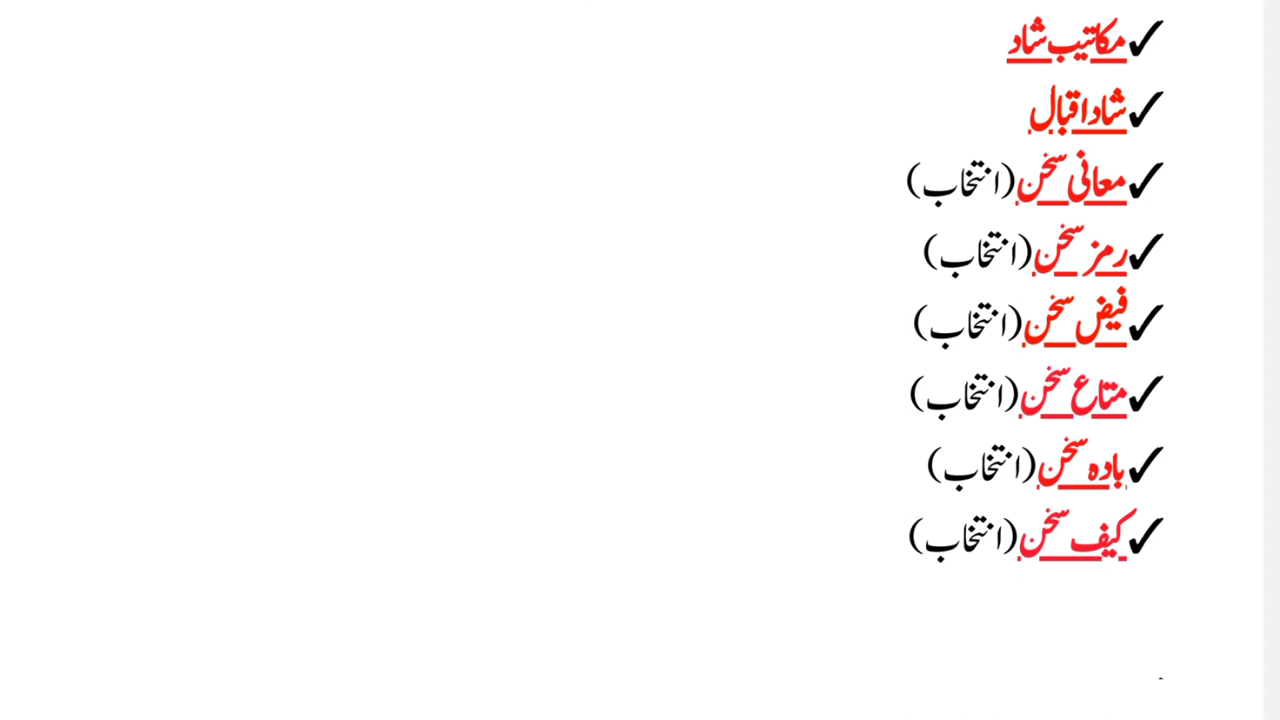 ✓مکاتیب شاد
✓شاد اقبال
✓معانی سخن (انتخاب)
✓رمز سخن (انتخاب)
✓فیض سخن (انتخاب)
✓متاع سخن (انتخاب)
✓بادہ سخن (انتخاب)
✓کیف سخن (انتخاب)